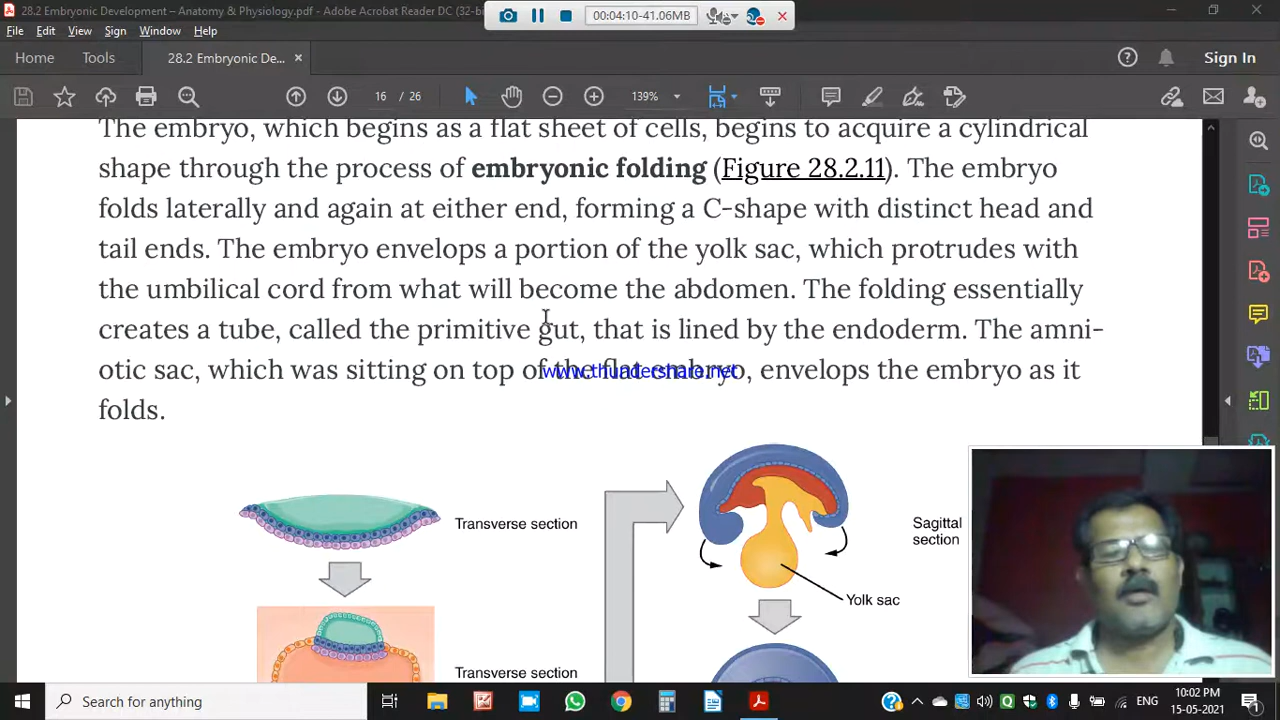 28.2 Embryonic Development – Anatomy & Physiology.pdf - Adobe Acrobat Reader DC (32-bi
00:04:10-41.06MB
File Edit View Sign Window Help
Home Tools 28.2 Embryonic De... × Sign In
16 / 26 139%
The embryo, which begins as a flat sheet of cells, begins to acquire a cylindrical
shape through the process of embryonic folding (Figure 28.2.11). The embryo
folds laterally and again at either end, forming a C-shape with distinct head and
tail ends. The embryo envelops a portion of the yolk sac, which protrudes with
the umbilical cord from what will become the abdomen. The folding essentially
creates a tube, called the primitive gut, that is lined by the endoderm. The amni-
otic sac, which was sitting on top of the flat embryo, envelops the embryo as it
www.thundershare.net
folds.
Transverse section
Sagittal
section
Yolk sac
Transverse section
Search for anything
ENG
10:02 PM
15-05-2021